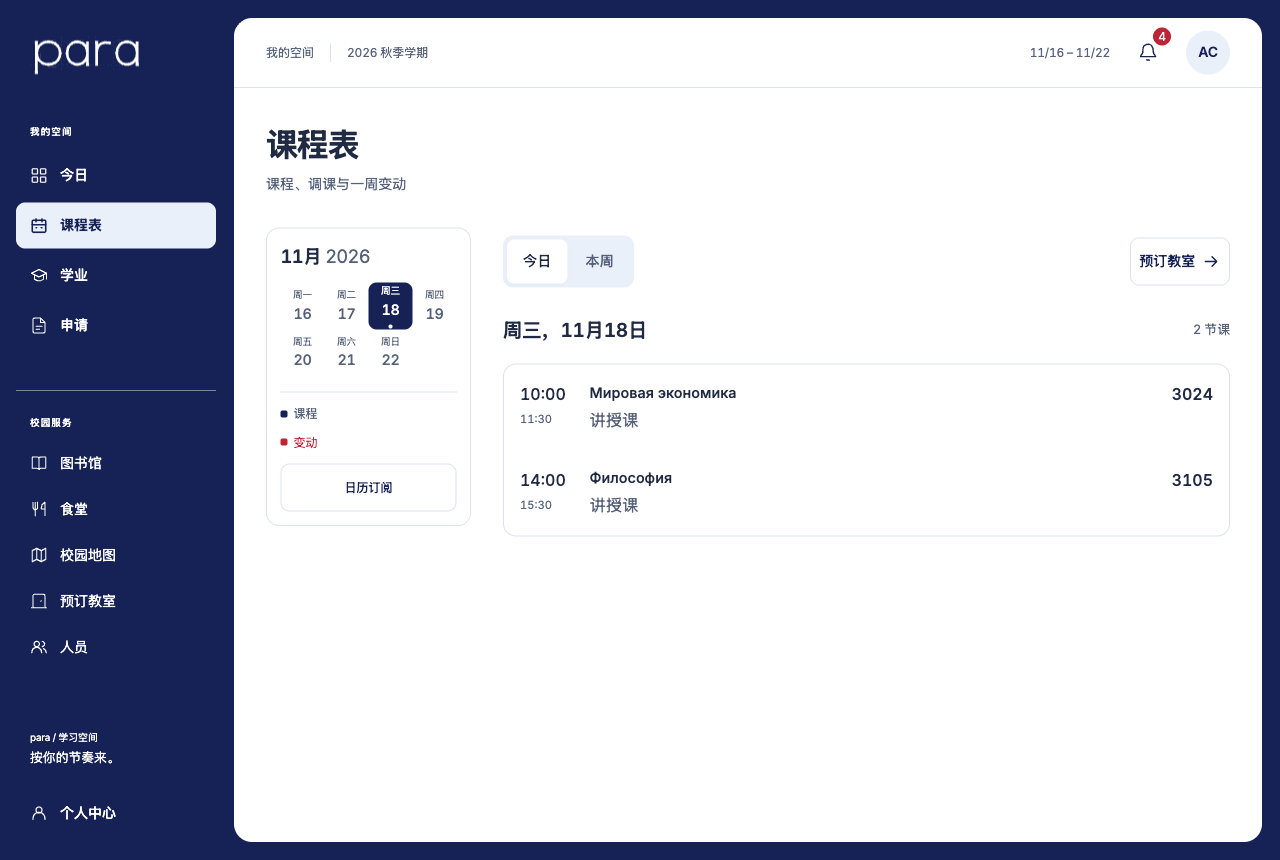 para
我的空间
今日
课程表
学业
申请
校园服务
图书馆
食堂
校园地图
预订教室
人员
para / 学习空间
按你的节奏来。
个人中心
我的空间
2026 秋季学期
11/16 – 11/22
4
AC
课程表
课程、调课与一周变动
11月 2026
周一 周二 周三 周四
16 17 18 19
周五 周六 周日
20 21 22
课程
变动
日历订阅
今日 本周
预订教室
周三，11月18日
2 节课
10:00 Мировая экономика 3024
11:30 讲授课
14:00 Философия 3105
15:30 讲授课